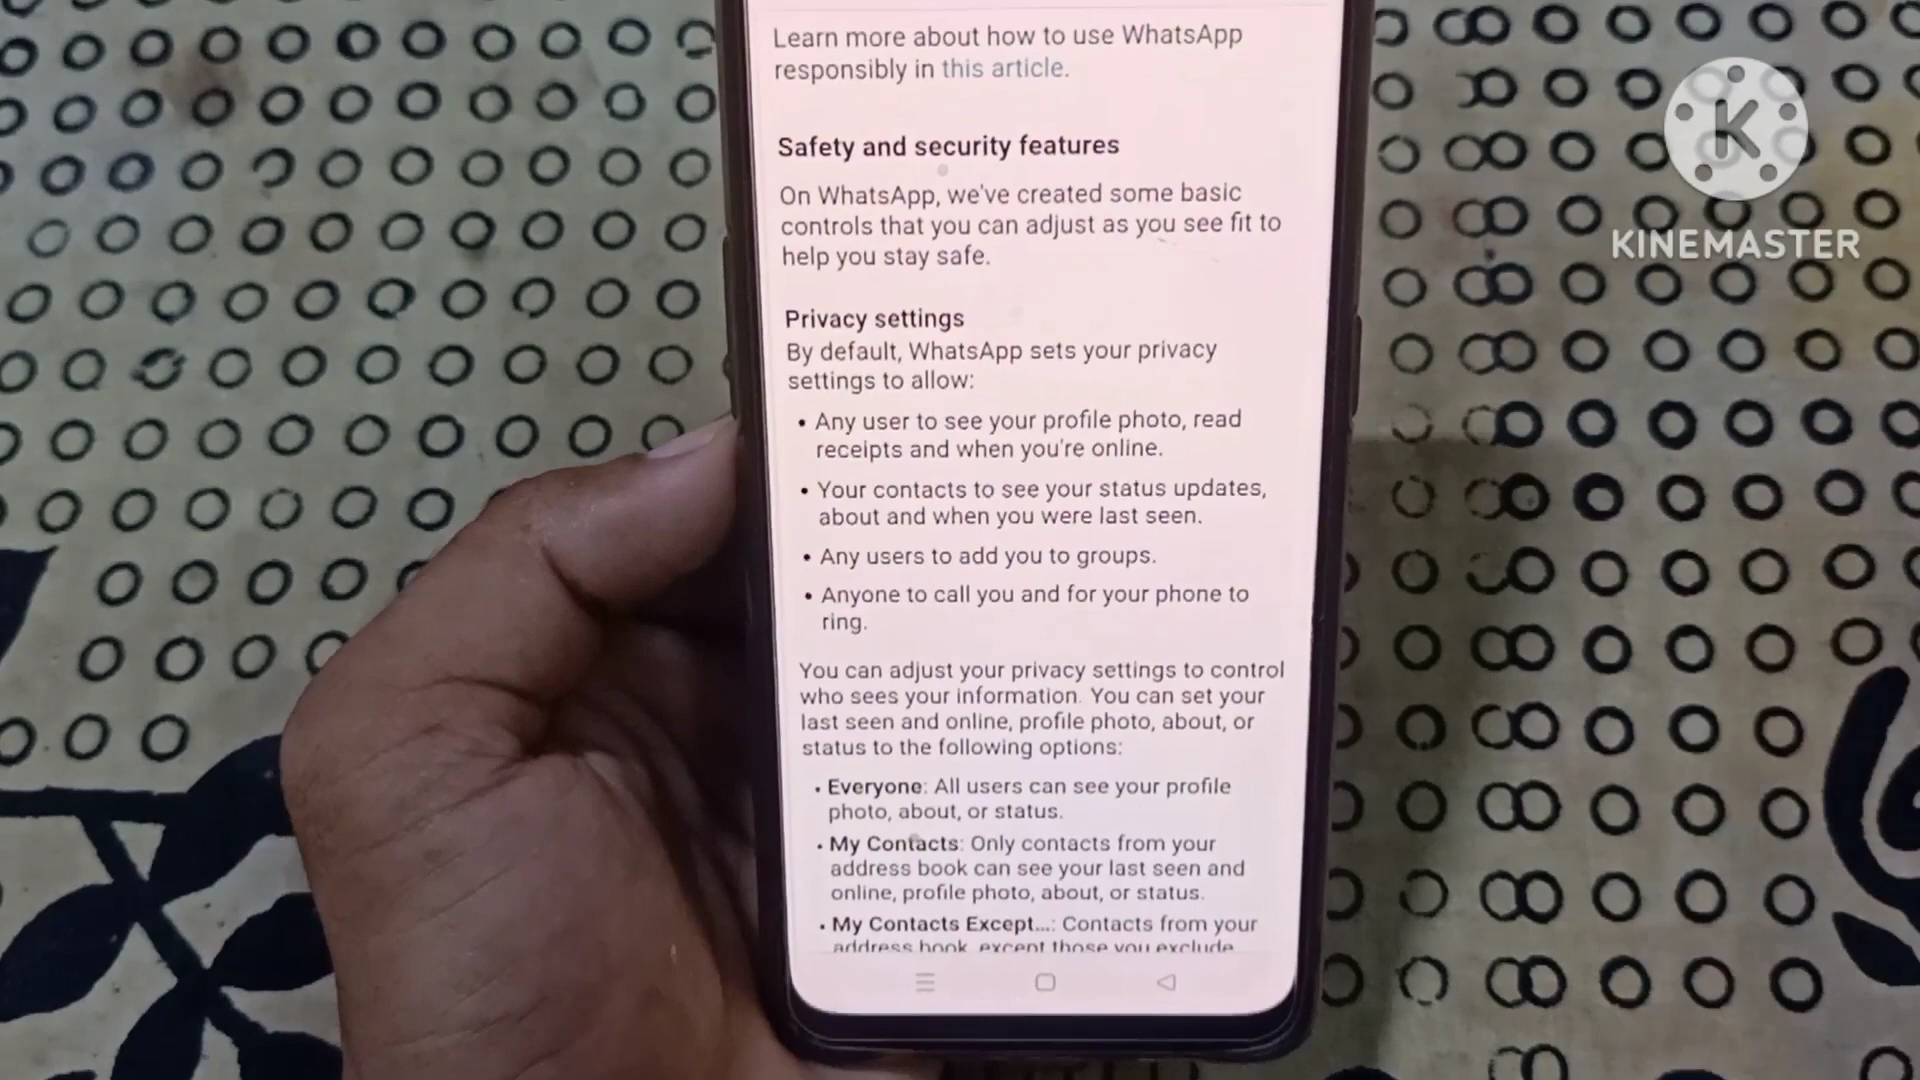 Learn more about how to use WhatsApp
responsibly in this article.
Safety and security features
On WhatsApp, we've created some basic
controls that you can adjust as you see fit to
help you stay safe.
Privacy settings
By default, WhatsApp sets your privacy
settings to allow:
• Any user to see your profile photo, read
receipts and when you're online.
• Your contacts to see your status updates,
about and when you were last seen.
• Any users to add you to groups.
• Anyone to call you and for your phone to
ring.
You can adjust your privacy settings to control
who sees your information. You can set your
last seen and online, profile photo, about, or
status to the following options:
• Everyone: All users can see your profile
photo, about, or status.
• My Contacts: Only contacts from your
address book can see your last seen and
online, profile photo, about, or status.
• My Contacts Except...: Contacts from your
address book, except those you exclude
K
KINEMASTER